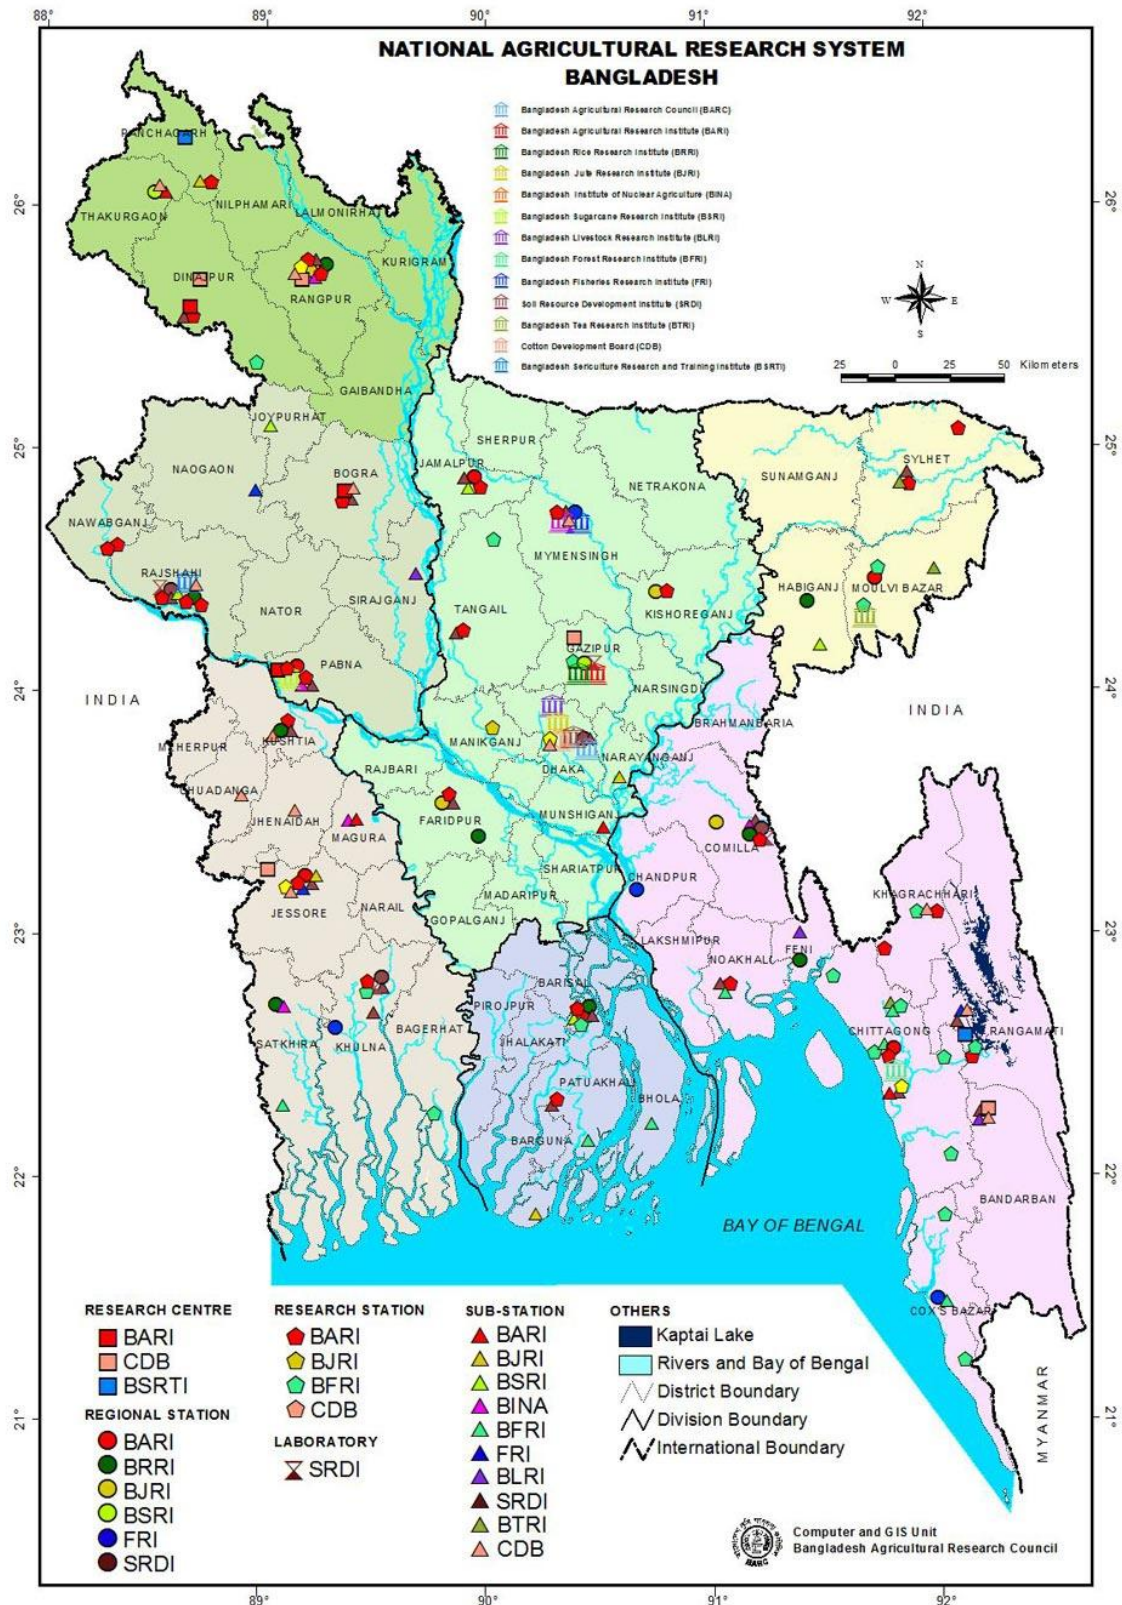 88° 89° 90° 91° 92°
NATIONAL AGRICULTURAL RESEARCH SYSTEM
BANGLADESH
Bangladesh Agricultural Research Council (BARC)
Bangladesh Agricultural Research Institute (BARI)
Bangladesh Rice Research Institute (BRRI)
Bangladesh Jute Research Institute (BJRI)
Bangladesh Institute of Nuclear Agriculture (BINA)
Bangladesh Sugarcane Research Institute (BSRI)
Bangladesh Livestock Research Institute (BLRI)
Bangladesh Forest Research Institute (BFRI)
Bangladesh Fisheries Research Institute (FRI)
Soil Resource Development Institute (SRDI)
Bangladesh Tea Research Institute (BTRI)
Cotton Development Board (CDB)
Bangladesh Sericulture Research and Training Institute (BSRTI)
N
W E
S
25 0 25 50 Kilometers
26° 26°
25° 25°
24° 24°
23° 23°
22° 22°
21° 21°
PANCHAGARH
THAKURGAON
NILPHAMARI
LALMONIRHAT
DINAJPUR
RANGPUR
KURIGRAM
GAIBANDHA
JOYPURHAT
NAOGAON
BOGRA
NAWABGANJ
RAJSHAHI
NATOR
SIRAJGANJ
PABNA
SHERPUR
JAMALPUR
NETRAKONA
MYMENSINGH
TANGAIL
KISHOREGANJ
GAZIPUR
NARSINGDI
MANIKGANJ
DHAKA
NARAYANGANJ
MUNSHIGANJ
RAJBARI
FARIDPUR
SHARIATPUR
MADARIPUR
GOPALGANJ
SUNAMGANJ
SYLHET
HABIGANJ
MOULVI BAZAR
INDIA
INDIA
MEHERPUR
KUSHTIA
CHUADANGA
JHENAIDAH
MAGURA
JESSORE
NARAIL
SATKHIRA
KHULNA
BAGERHAT
PIROJPUR
BARISAL
JHALAKATI
PATUAKHALI
BHOLA
BARGUNA
BRAHMANBARIA
COMILLA
CHANDPUR
LAKSHMIPUR
NOAKHALI
FENI
KHAGRACHHARI
CHITTAGONG
RANGAMATI
BANDARBAN
COX'S BAZAR
BAY OF BENGAL
MYANMAR
RESEARCH CENTRE
BARI
CDB
BSRTI
REGIONAL STATION
BARI
BRRI
BJRI
BSRI
FRI
SRDI
RESEARCH STATION
BARI
BJRI
BFRI
CDB
LABORATORY
SRDI
SUB-STATION
BARI
BJRI
BSRI
BINA
BFRI
FRI
BLRI
SRDI
BTRI
CDB
OTHERS
Kaptai Lake
Rivers and Bay of Bengal
District Boundary
Division Boundary
International Boundary
BARC
Computer and GIS Unit
Bangladesh Agricultural Research Council
89° 90° 91° 92°